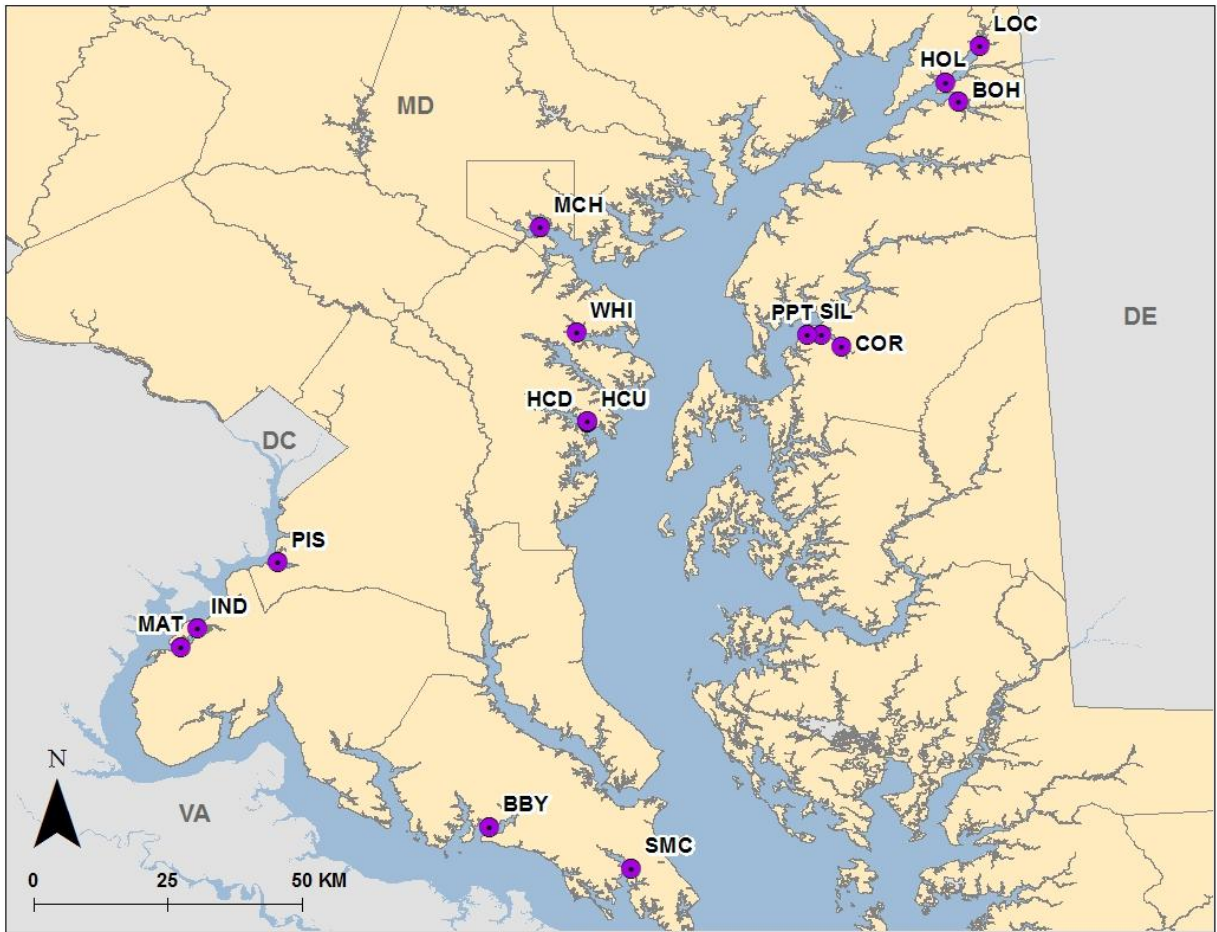 LOC
HOL
BOH
MD
MCH
WHI
PPT SIL
DE
COR
HCD HCU
DC
PIS
IND
MAT
N
VA
BBY
SMC
0 25 50 KM